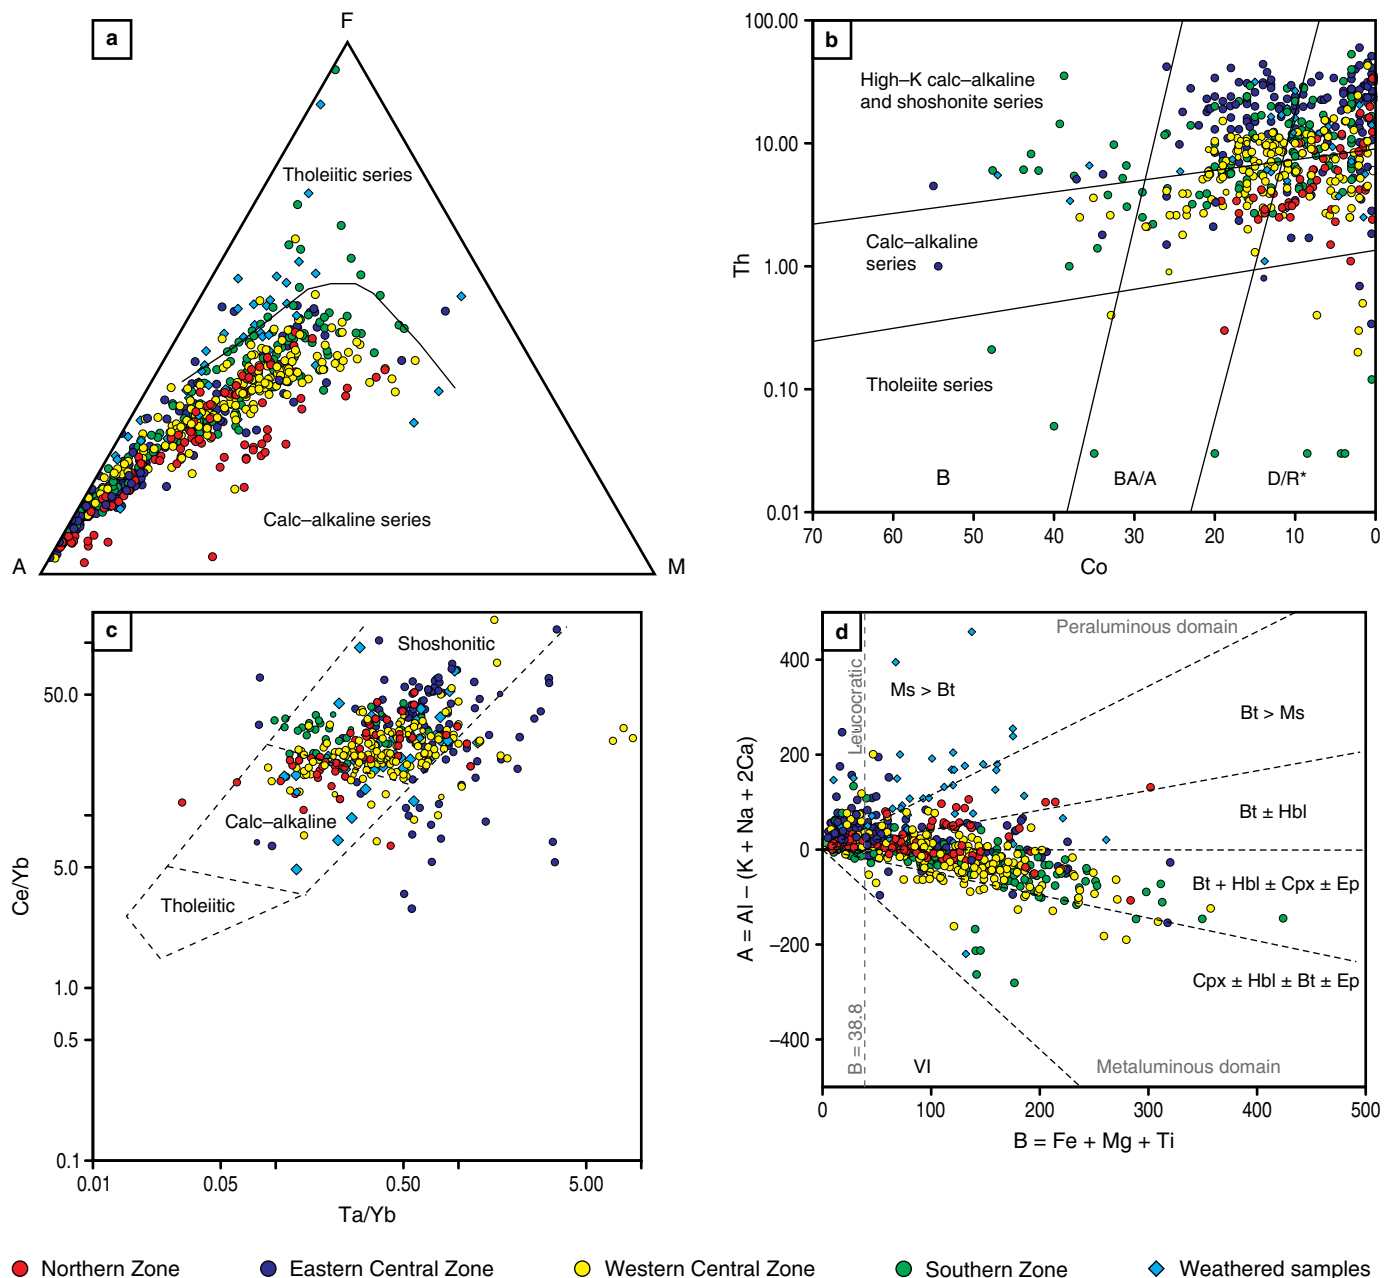 a
F
Tholeiitic series
Calc–alkaline series
A
M
b
100.00
10.00
1.00
0.10
0.01
Th
High–K calc–alkaline
and shoshonite series
Calc–alkaline
series
Tholeiite series
B
BA/A
D/R*
70
60
50
40
30
20
10
0
Co
c
50.0
5.0
1.0
0.5
0.1
Ce/Yb
Shoshonitic
Calc–alkaline
Tholeiitic
0.01
0.05
0.50
5.00
Ta/Yb
d
400
200
0
–200
–400
A = Al – (K + Na + 2Ca)
Peraluminous domain
Leucocratic
Ms > Bt
Bt > Ms
Bt ± Hbl
Bt + Hbl ± Cpx ± Ep
Cpx ± Hbl ± Bt ± Ep
B = 38.8
VI
Metaluminous domain
0
100
200
300
400
500
B = Fe + Mg + Ti
Northern Zone
Eastern Central Zone
Western Central Zone
Southern Zone
Weathered samples